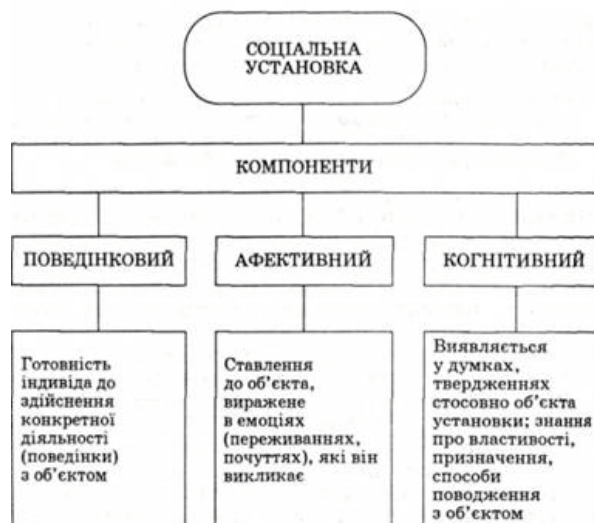 СОЦІАЛЬНА
УСТАНОВКА
КОМПОНЕНТИ
ПОВЕДІНКОВИЙ
АФЕКТИВНИЙ
КОГНІТИВНИЙ
Готовність
індивіда до
здійснення
конкретної
діяльності
(поведінки)
з об’єктом
Ставлення
до об’єкта,
виражене
в емоціях
(переживаннях,
почуттях), які він
викликає
Виявляється
у думках,
твердженнях
стосовно об’єкта
установки; знання
про властивості,
призначення,
способи
поводження
з об’єктом